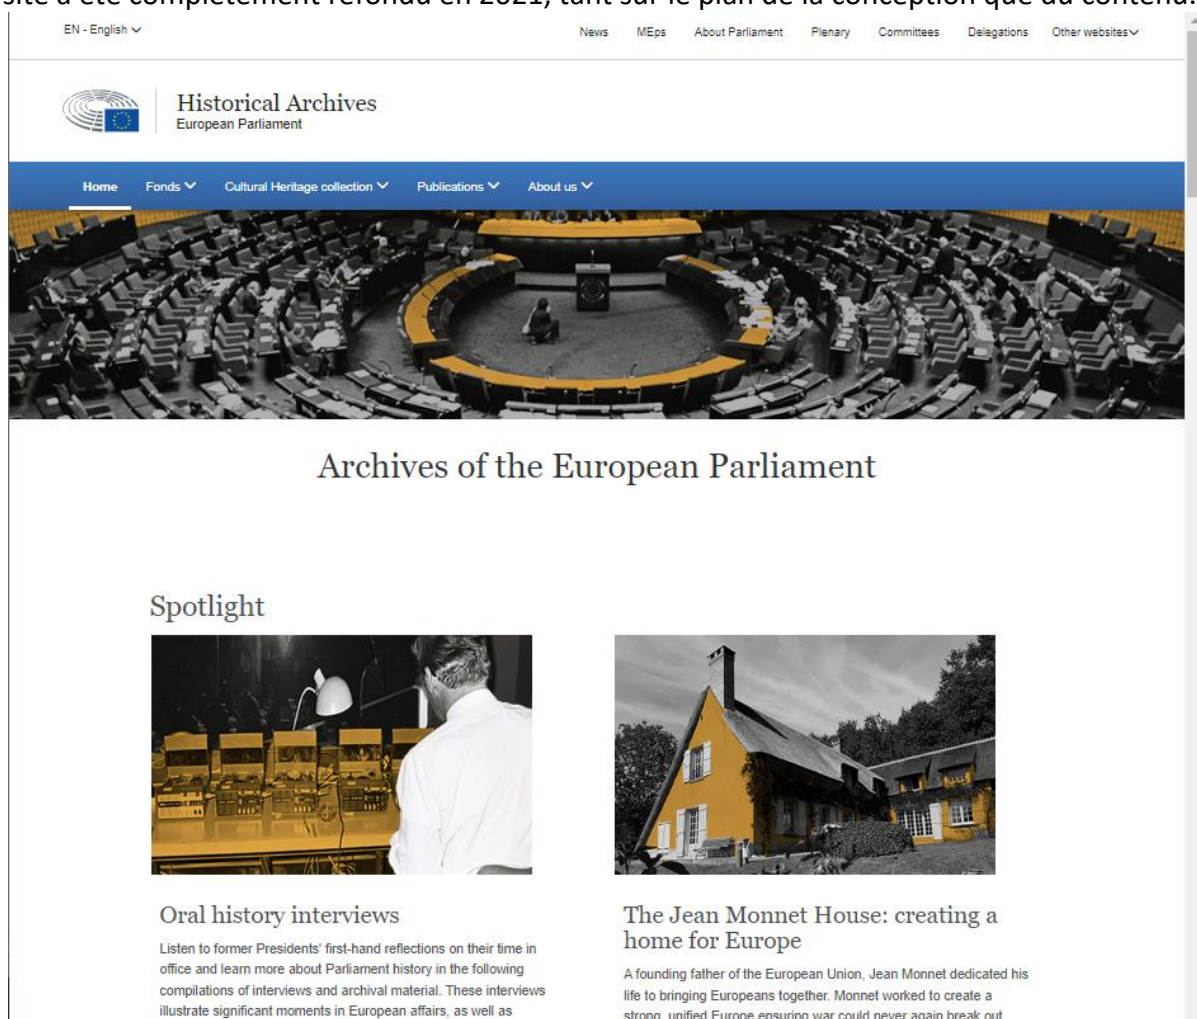 site a été complètement refondu en 2021, tant sur le plan de la conception que du contenu.
EN - English
News MEps About Parliament Plenary Committees Delegations Other websites
Historical Archives
European Parliament
Home Fonds Cultural Heritage collection Publications About us
Archives of the European Parliament
Spotlight
Oral history interviews
Listen to former Presidents' first-hand reflections on their time in
office and learn more about Parliament history in the following
compilations of interviews and archival material. These interviews
illustrate significant moments in European affairs, as well as
The Jean Monnet House: creating a
home for Europe
A founding father of the European Union, Jean Monnet dedicated his
life to bringing Europeans together. Monnet worked to create a
strong, unified Europe ensuring war could never again break out